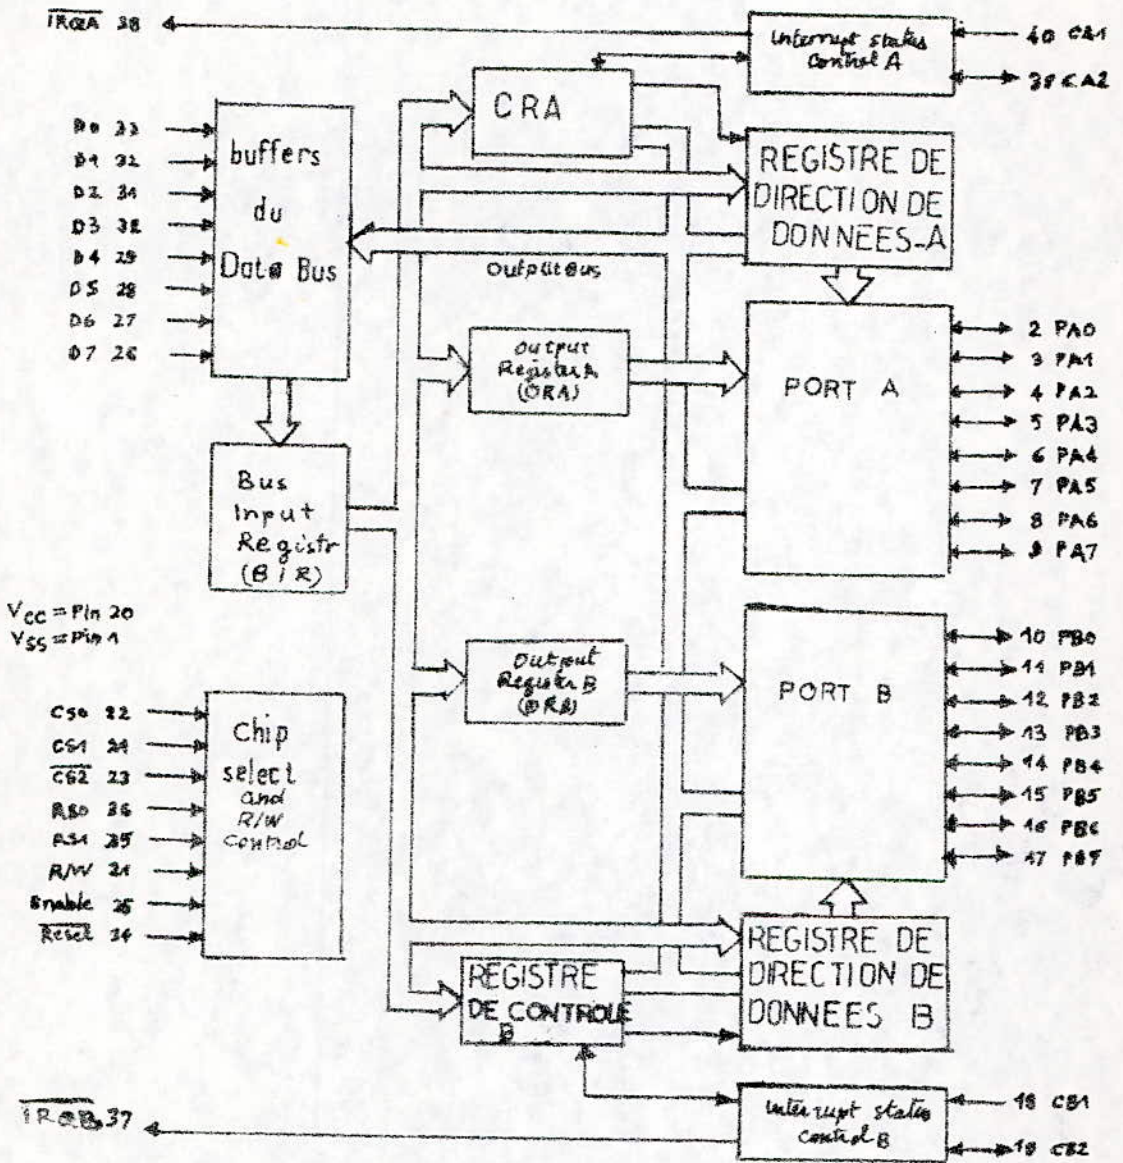 IRQA 38
Interrupt status
Control A
40 CA1
39 CA2
CRA
D0 33
D1 32
D2 31
D3 30
D4 29
D5 28
D6 27
D7 26
buffers
du
Data Bus
REGISTRE DE
DIRECTION DE
DONNEES-A
Output Bus
Output
Register A
(ORA)
PORT A
2 PA0
3 PA1
4 PA2
5 PA3
6 PA4
7 PA5
8 PA6
9 PA7
Bus
Input
Registr
(BiR)
VCC = Pin 20
VSS = Pin 1
Output
Register B
(ORB)
PORT B
10 PB0
11 PB1
12 PB2
13 PB3
14 PB4
15 PB5
16 PB6
17 PB7
CS0 22
CS1 24
CS2 23
RS0 36
RS1 35
R/W 21
Enable 25
Reset 34
Chip
select
and
R/W
control
REGISTRE
DE CONTROLE
B
REGISTRE DE
DIRECTION DE
DONNEES B
IRQB 37
Interrupt status
control B
18 CB1
19 CB2